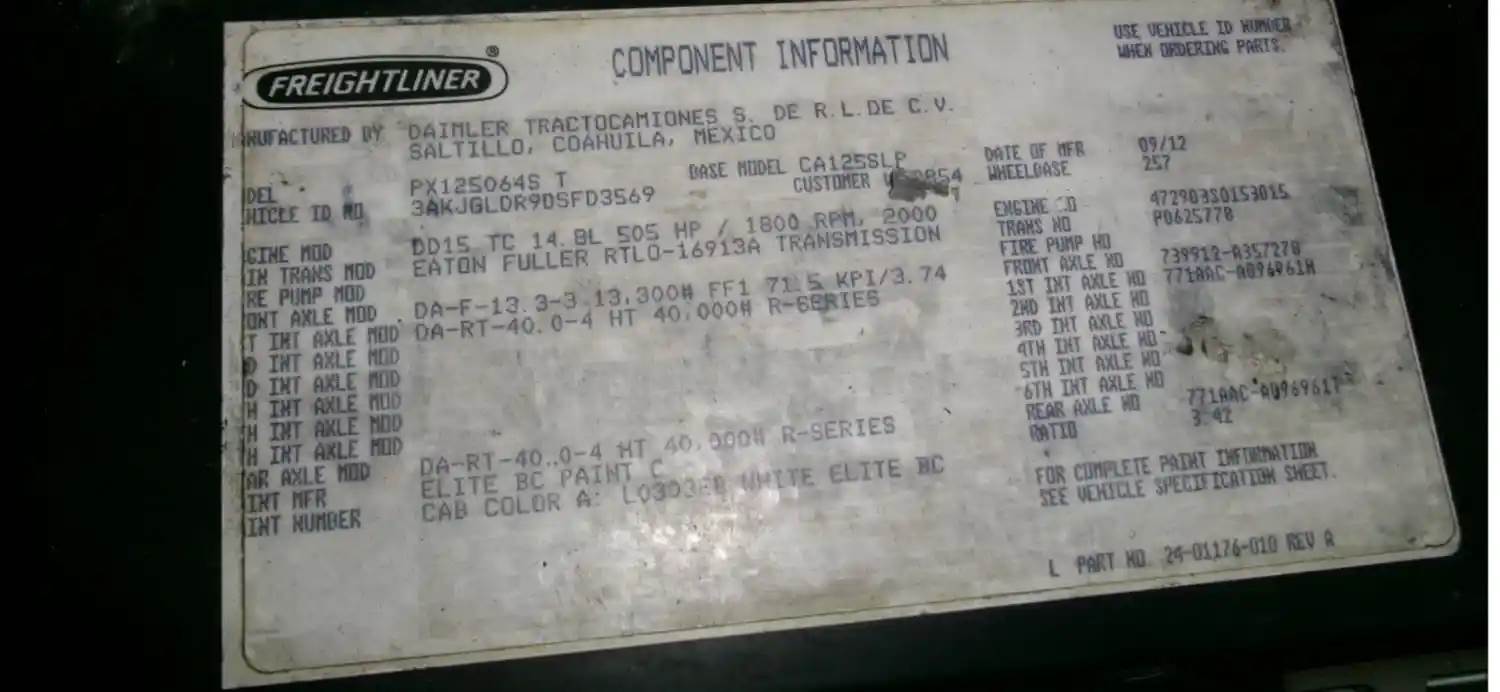 FREIGHTLINER ®
COMPONENT INFORMATION
USE VEHICLE ID NUMBER
WHEN ORDERING PARTS.
ANUFACTURED BY DAIMLER TRACTOCAMIONES S. DE R.L.DE C.V.
SALTILLO, COAHUILA, MEXICO
DEL PX125064S T BASE MODEL CA125SLP DATE OF MFR 09/12
HICLE ID NO 3AKJGLDR9DSFD3569 CUSTOMER WHEELBASE 257
GINE MOD DD15 TC 14.8L 505 HP / 1800 RPM, 2000 ENGINE NO 472903S0153015
IN TRANS MOD EATON FULLER RTLO-16913A TRANSMISSION TRANS NO P0625778
RE PUMP MOD FIRE PUMP NO
ONT AXLE MOD DA-F-13.3-3 13,300# FF1 71.5 KPI/3.74 FRONT AXLE NO 739912-A357278
T INT AXLE MOD DA-RT-40.0-4 HT 40,000# R-SERIES 1ST INT AXLE NO 771AAC-A096961H
D INT AXLE MOD 2ND INT AXLE NO
D INT AXLE MOD 3RD INT AXLE NO
H INT AXLE MOD 4TH INT AXLE NO
H INT AXLE MOD 5TH INT AXLE NO
H INT AXLE MOD 6TH INT AXLE NO
AR AXLE MOD DA-RT-40.0-4 HT 40,000# R-SERIES REAR AXLE NO 771AAC-A096961T
RATIO 3.42
INT MFR ELITE BC PAINT C
INT NUMBER CAB COLOR A: WHITE ELITE BC
FOR COMPLETE PAINT INFORMATION
SEE VEHICLE SPECIFICATION SHEET.
L PART NO. 24-01176-010 REV A